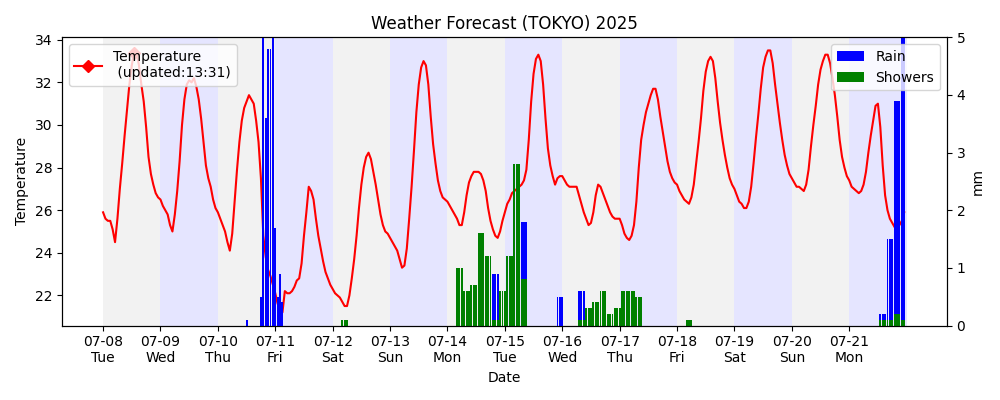 Weather Forecast (TOKYO) 2025
Temperature
(updated:13:31)
Rain
Showers
34
32
30
28
26
24
22
Temperature
5
4
3
2
1
0
mm
07-08 07-09 07-10 07-11 07-12 07-13 07-14 07-15 07-16 07-17 07-18 07-19 07-20 07-21
Tue Wed Thu Fri Sat Sun Mon Tue Wed Thu Fri Sat Sun Mon
Date